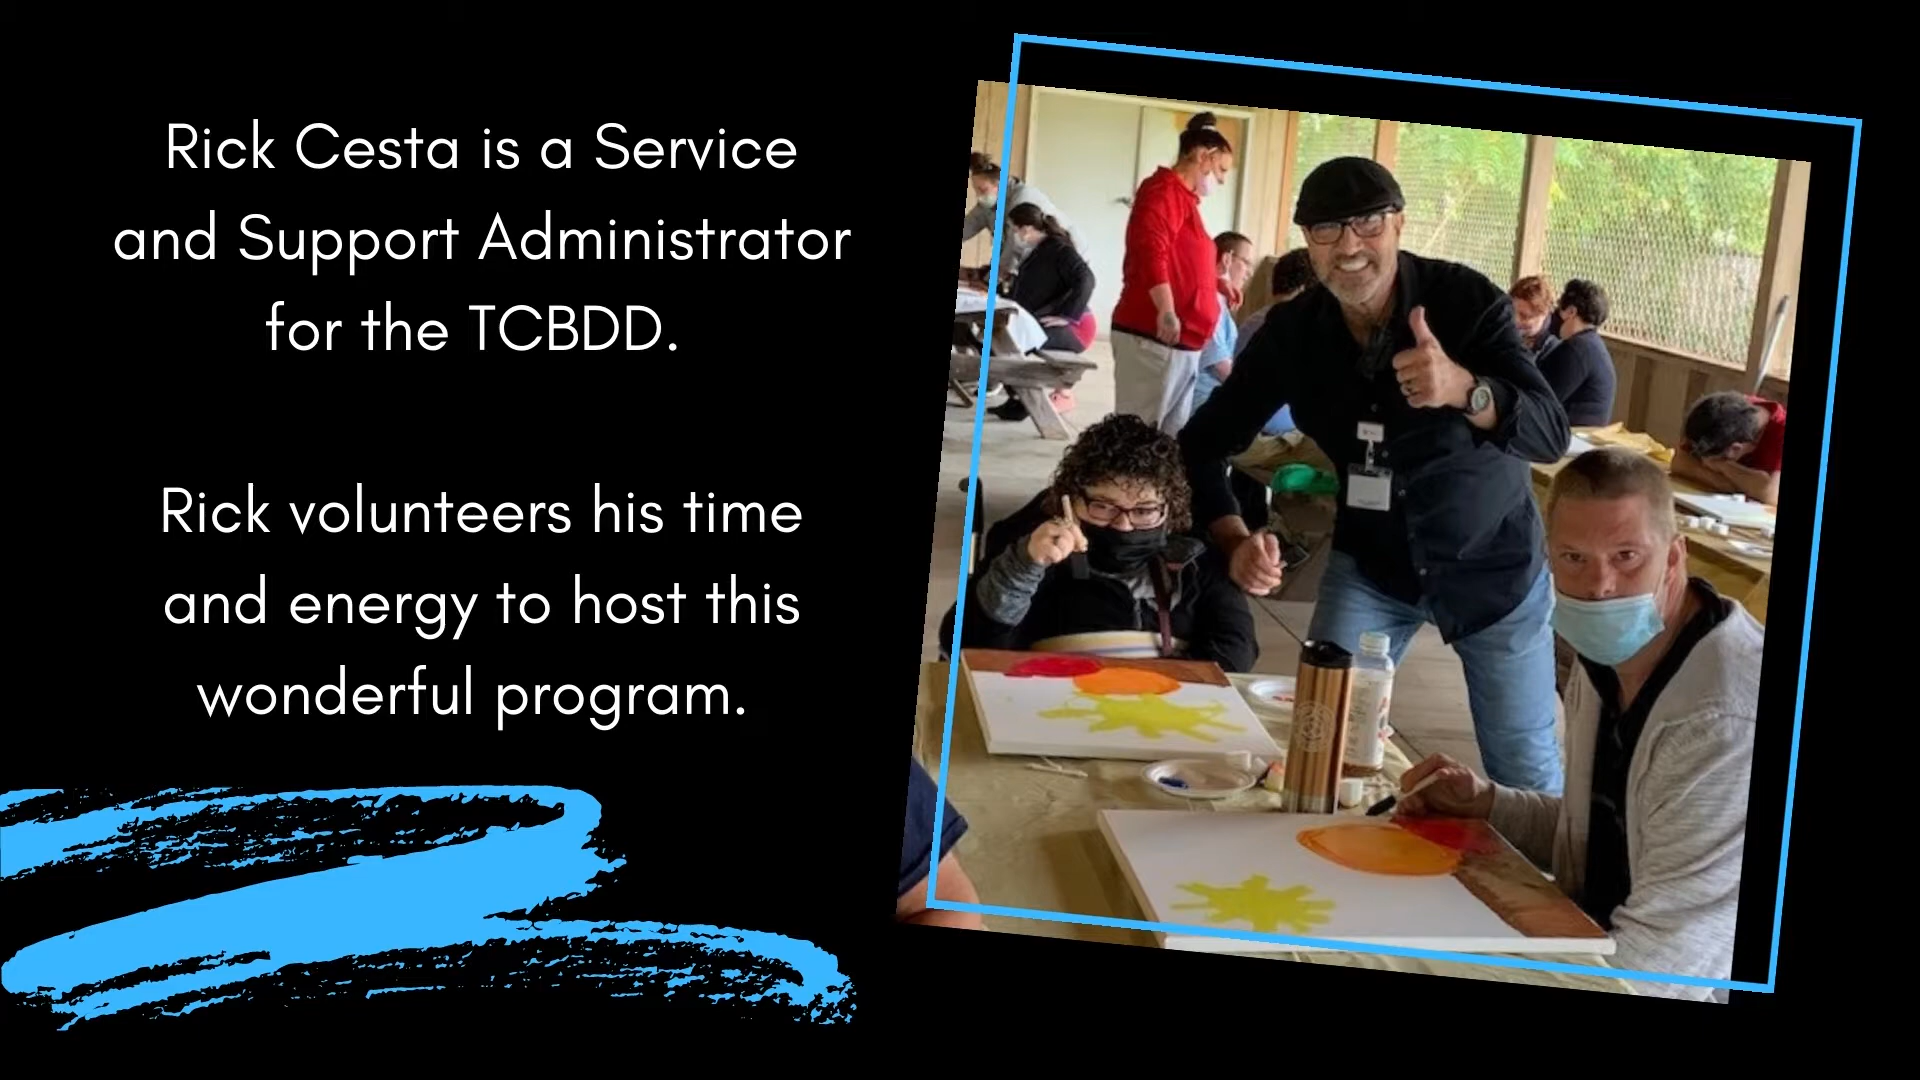 Rick Cesta is a Service
and Support Administrator
for the TCBDD.
Rick volunteers his time
and energy to host this
wonderful program.